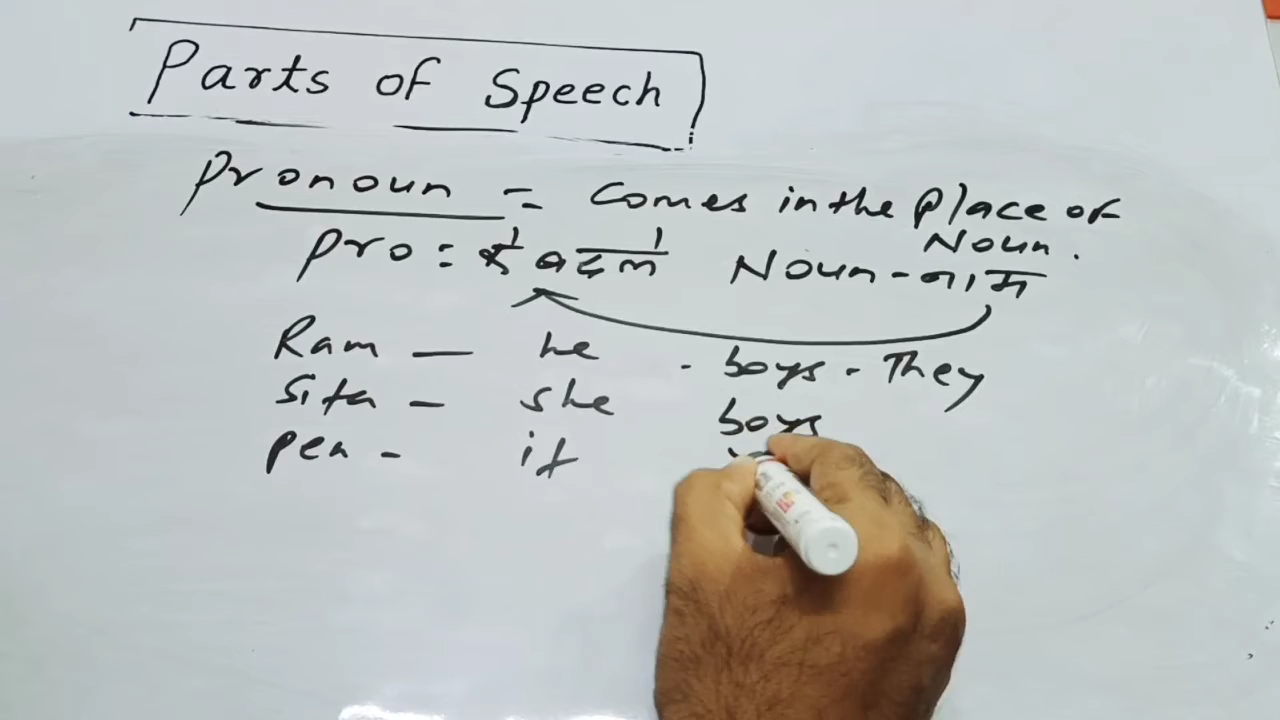 Parts of Speech
Pronoun = Comes in the Place of
Noun.
Pro = के बदले Noun - नाम
Ram — he . boys - They
Sita — she boys
pen - it